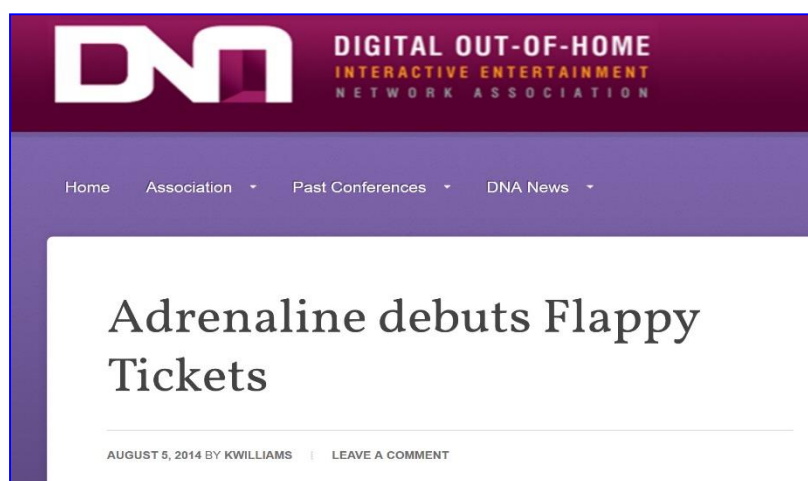 DNA
DIGITAL OUT-OF-HOME
INTERACTIVE ENTERTAINMENT
NETWORK ASSOCIATION
Home Association Past Conferences DNA News
Adrenaline debuts Flappy
Tickets
AUGUST 5, 2014 BY KWILLIAMS | LEAVE A COMMENT